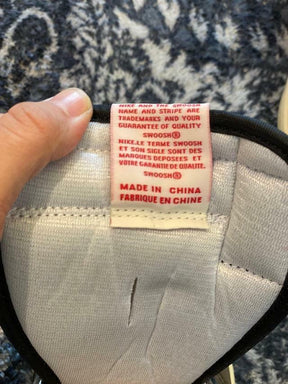 NIKE AND THE SWOOSH
NAME AND STRIPE ARE
TRADEMARKS AND YOUR
GUARANTEE OF QUALITY
SWOOSH®
NIKE.LE TERME SWOOSH
ET SON SIGLE SONT DES
MARQUES DEPOSEES ET
VOTRE GARANTIE DE QUALITE.
SWOOSH®
MADE IN CHINA
FABRIQUE EN CHINE